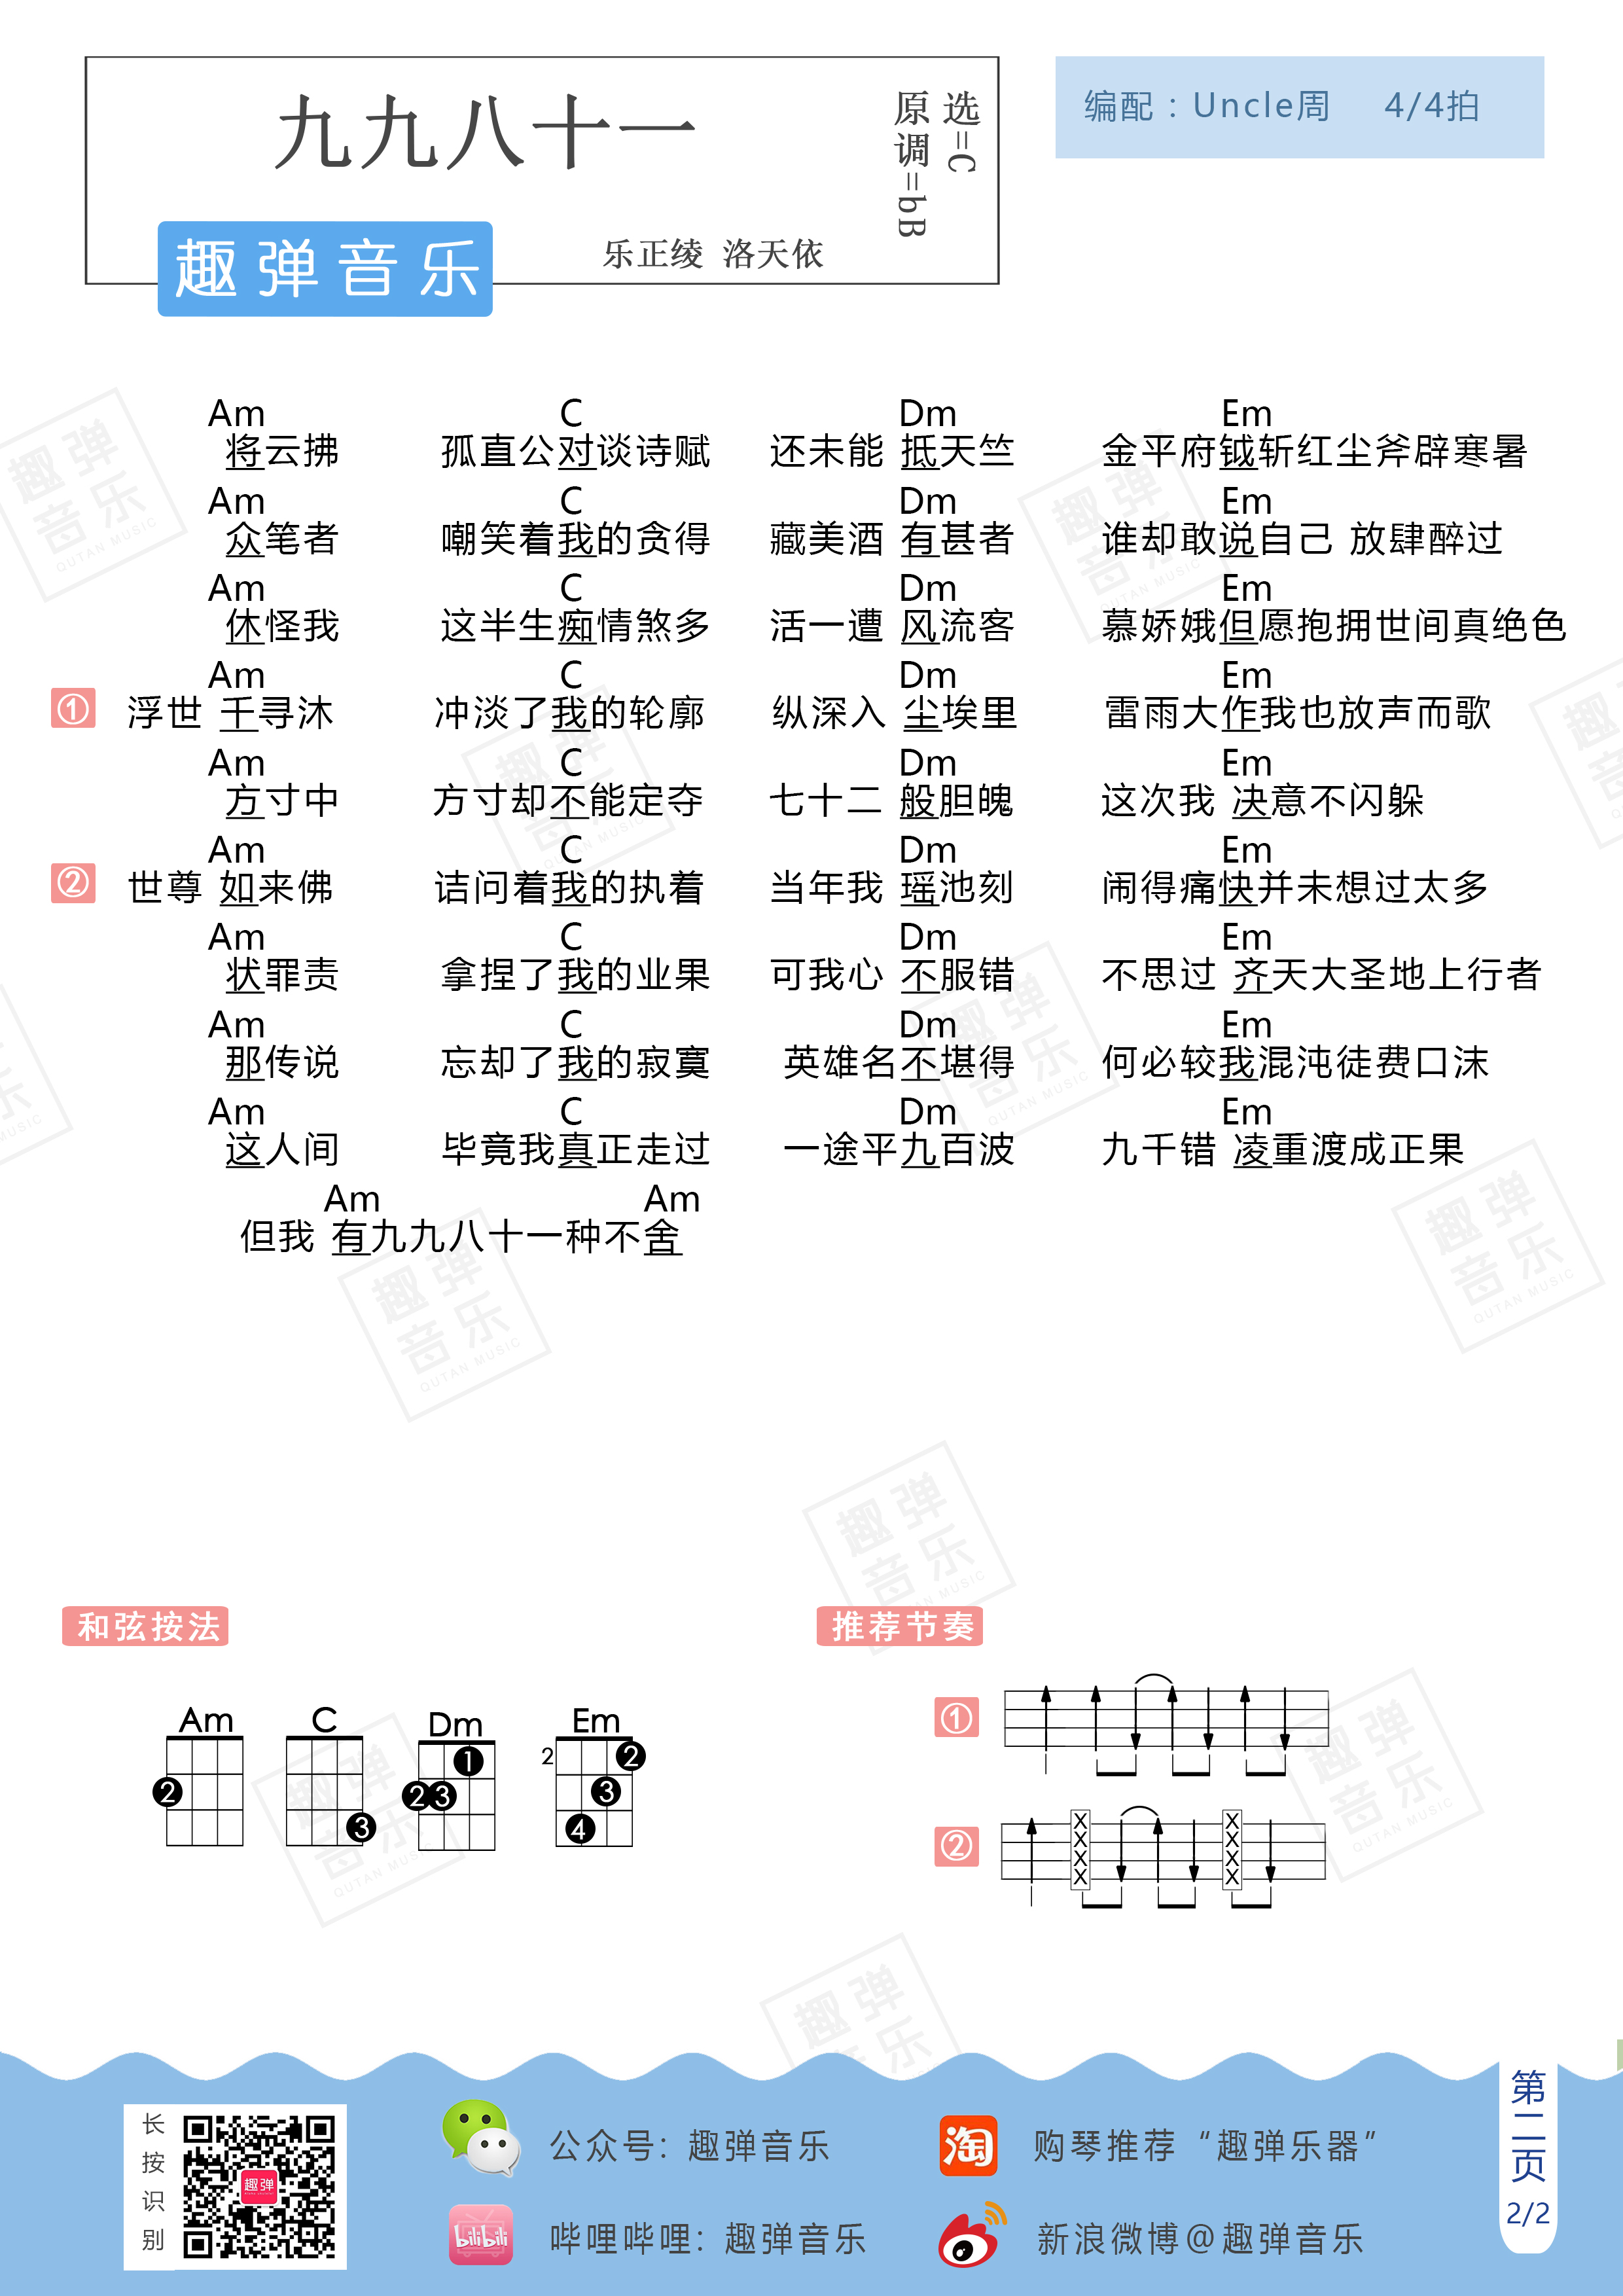 九九八十一
原调=bB
选=C
乐正绫 洛天依
趣弹音乐
编配：Uncle周 4/4拍
Am C Dm Em
将云拂 孤直公对谈诗赋 还未能 抵天竺 金平府钺斩红尘斧辟寒暑
Am C Dm Em
众笔者 嘲笑着我的贪得 藏美酒 有甚者 谁却敢说自己 放肆醉过
Am C Dm Em
休怪我 这半生痴情煞多 活一遭 风流客 慕娇娥但愿抱拥世间真绝色
Am C Dm Em
① 浮世 千寻沐 冲淡了我的轮廓 纵深入 尘埃里 雷雨大作我也放声而歌
Am C Dm Em
方寸中 方寸却不能定夺 七十二 般胆魄 这次我 决意不闪躲
Am C Dm Em
② 世尊 如来佛 诘问着我的执着 当年我 瑶池刻 闹得痛快并未想过太多
Am C Dm Em
状罪责 拿捏了我的业果 可我心 不服错 不思过 齐天大圣地上行者
Am C Dm Em
那传说 忘却了我的寂寞 英雄名不堪得 何必较我混沌徒费口沫
Am C Dm Em
这人间 毕竟我真正走过 一途平九百波 九千错 凌重渡成正果
Am Am
但我 有九九八十一种不舍
和弦按法
Am C Dm Em
2
2
3
1
2 3
2
3
4
推荐节奏
①
②
X X
X X
X X
X X
长按识别
趣弹
公众号：趣弹音乐
bilibili
哔哩哔哩：趣弹音乐
淘
购琴推荐“趣弹乐器”
新浪微博@趣弹音乐
第二页
2/2
趣弹音乐
QUTAN MUSIC